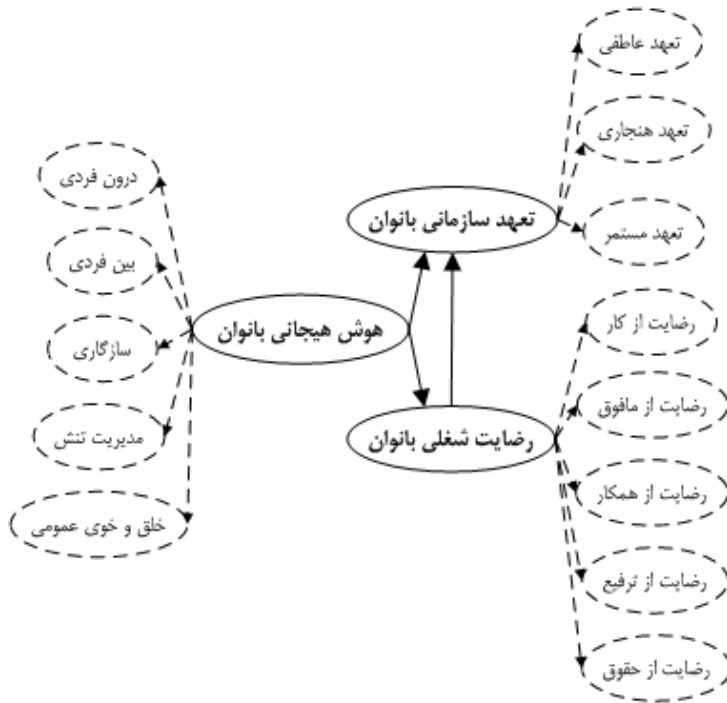 تعهد عاطفی
تعهد هنجاری
تعهد مستمر
تعهد سازمانی بانوان
درون فردی
بین فردی
سازگاری
مدیریت تنش
خلق و خوی عمومی
هوش هیجانی بانوان
رضایت شغلی بانوان
رضایت از کار
رضایت از مافوق
رضایت از همکار
رضایت از ترفیع
رضایت از حقوق